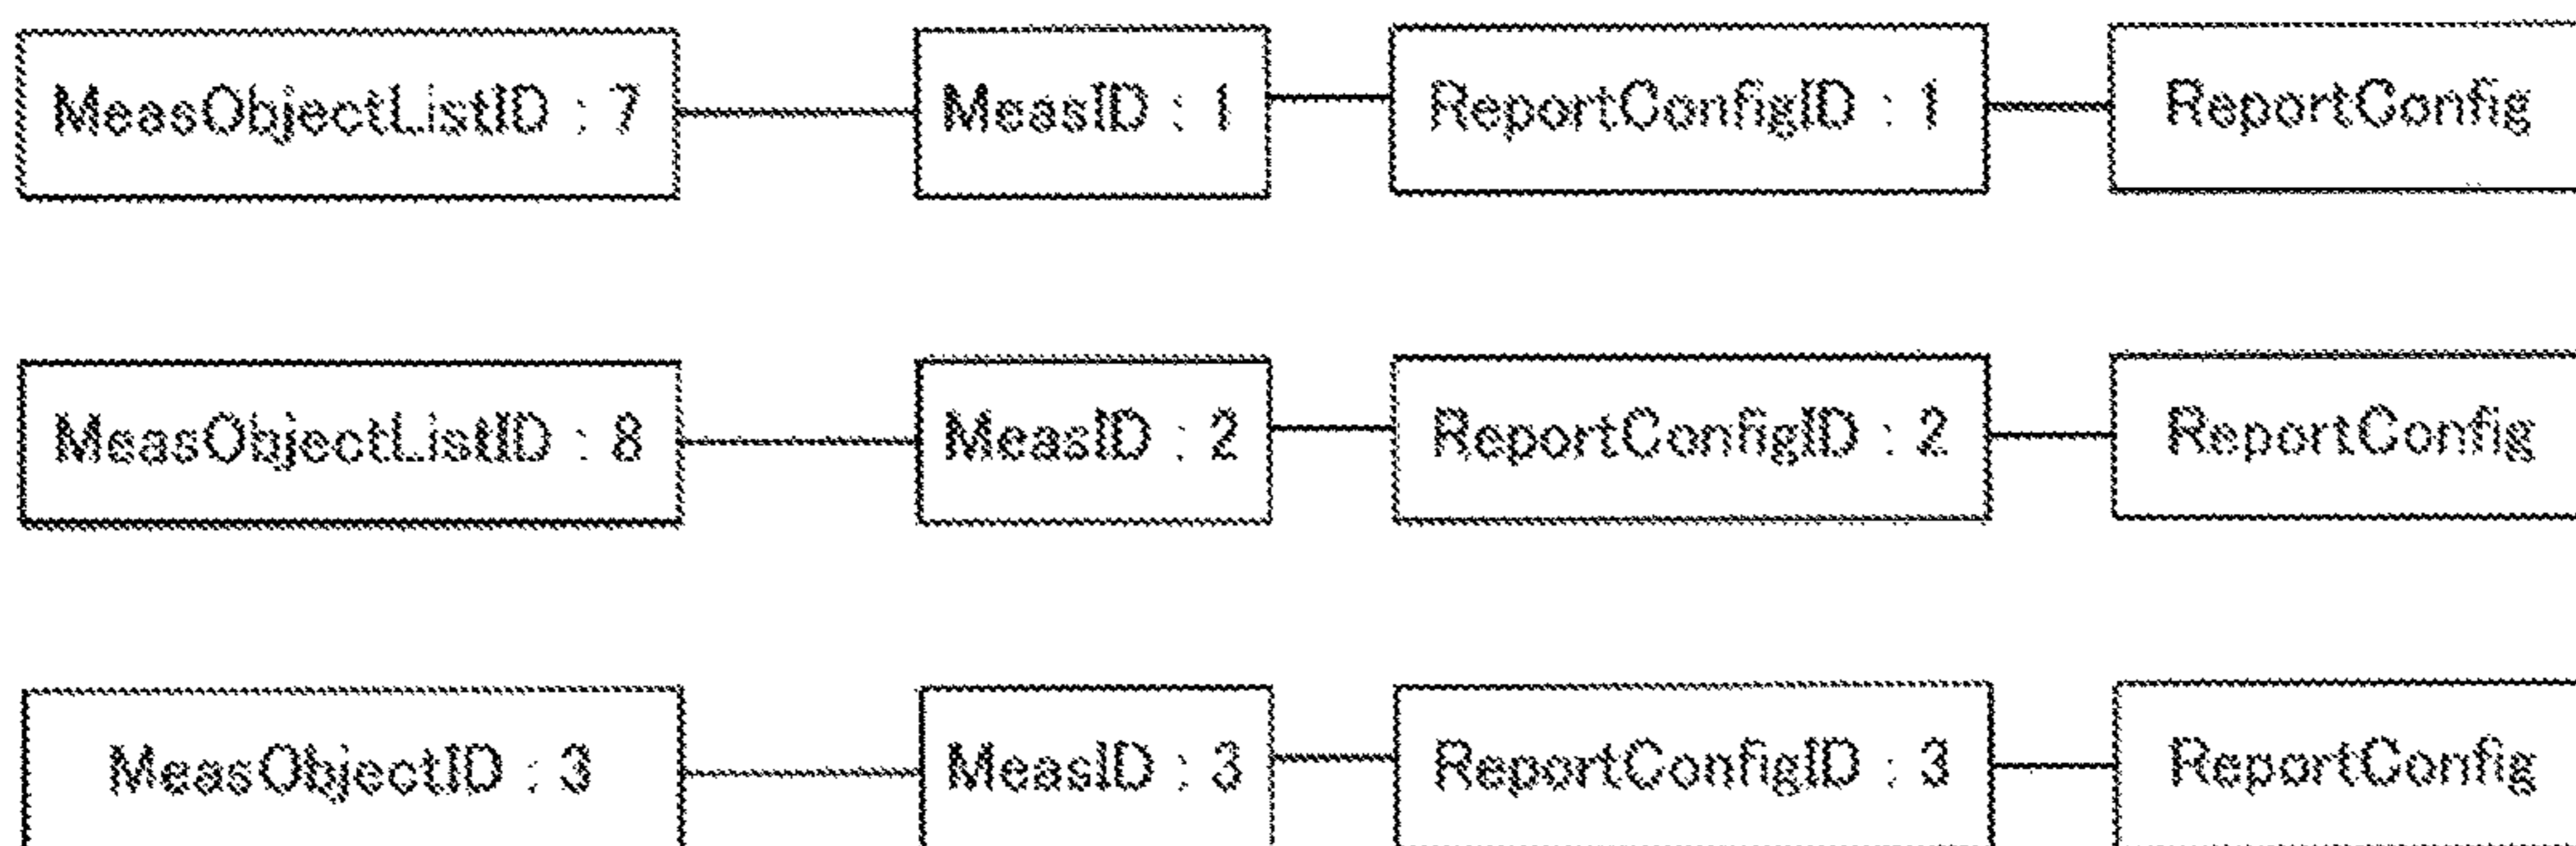 MeasObjectListID : 7 MeasID : 1 ReportConfigID : 1 ReportConfig
MeasObjectListID : 8 MeasID : 2 ReportConfigID : 2 ReportConfig
MeasObjectID : 3 MeasID : 3 ReportConfigID : 3 ReportConfig